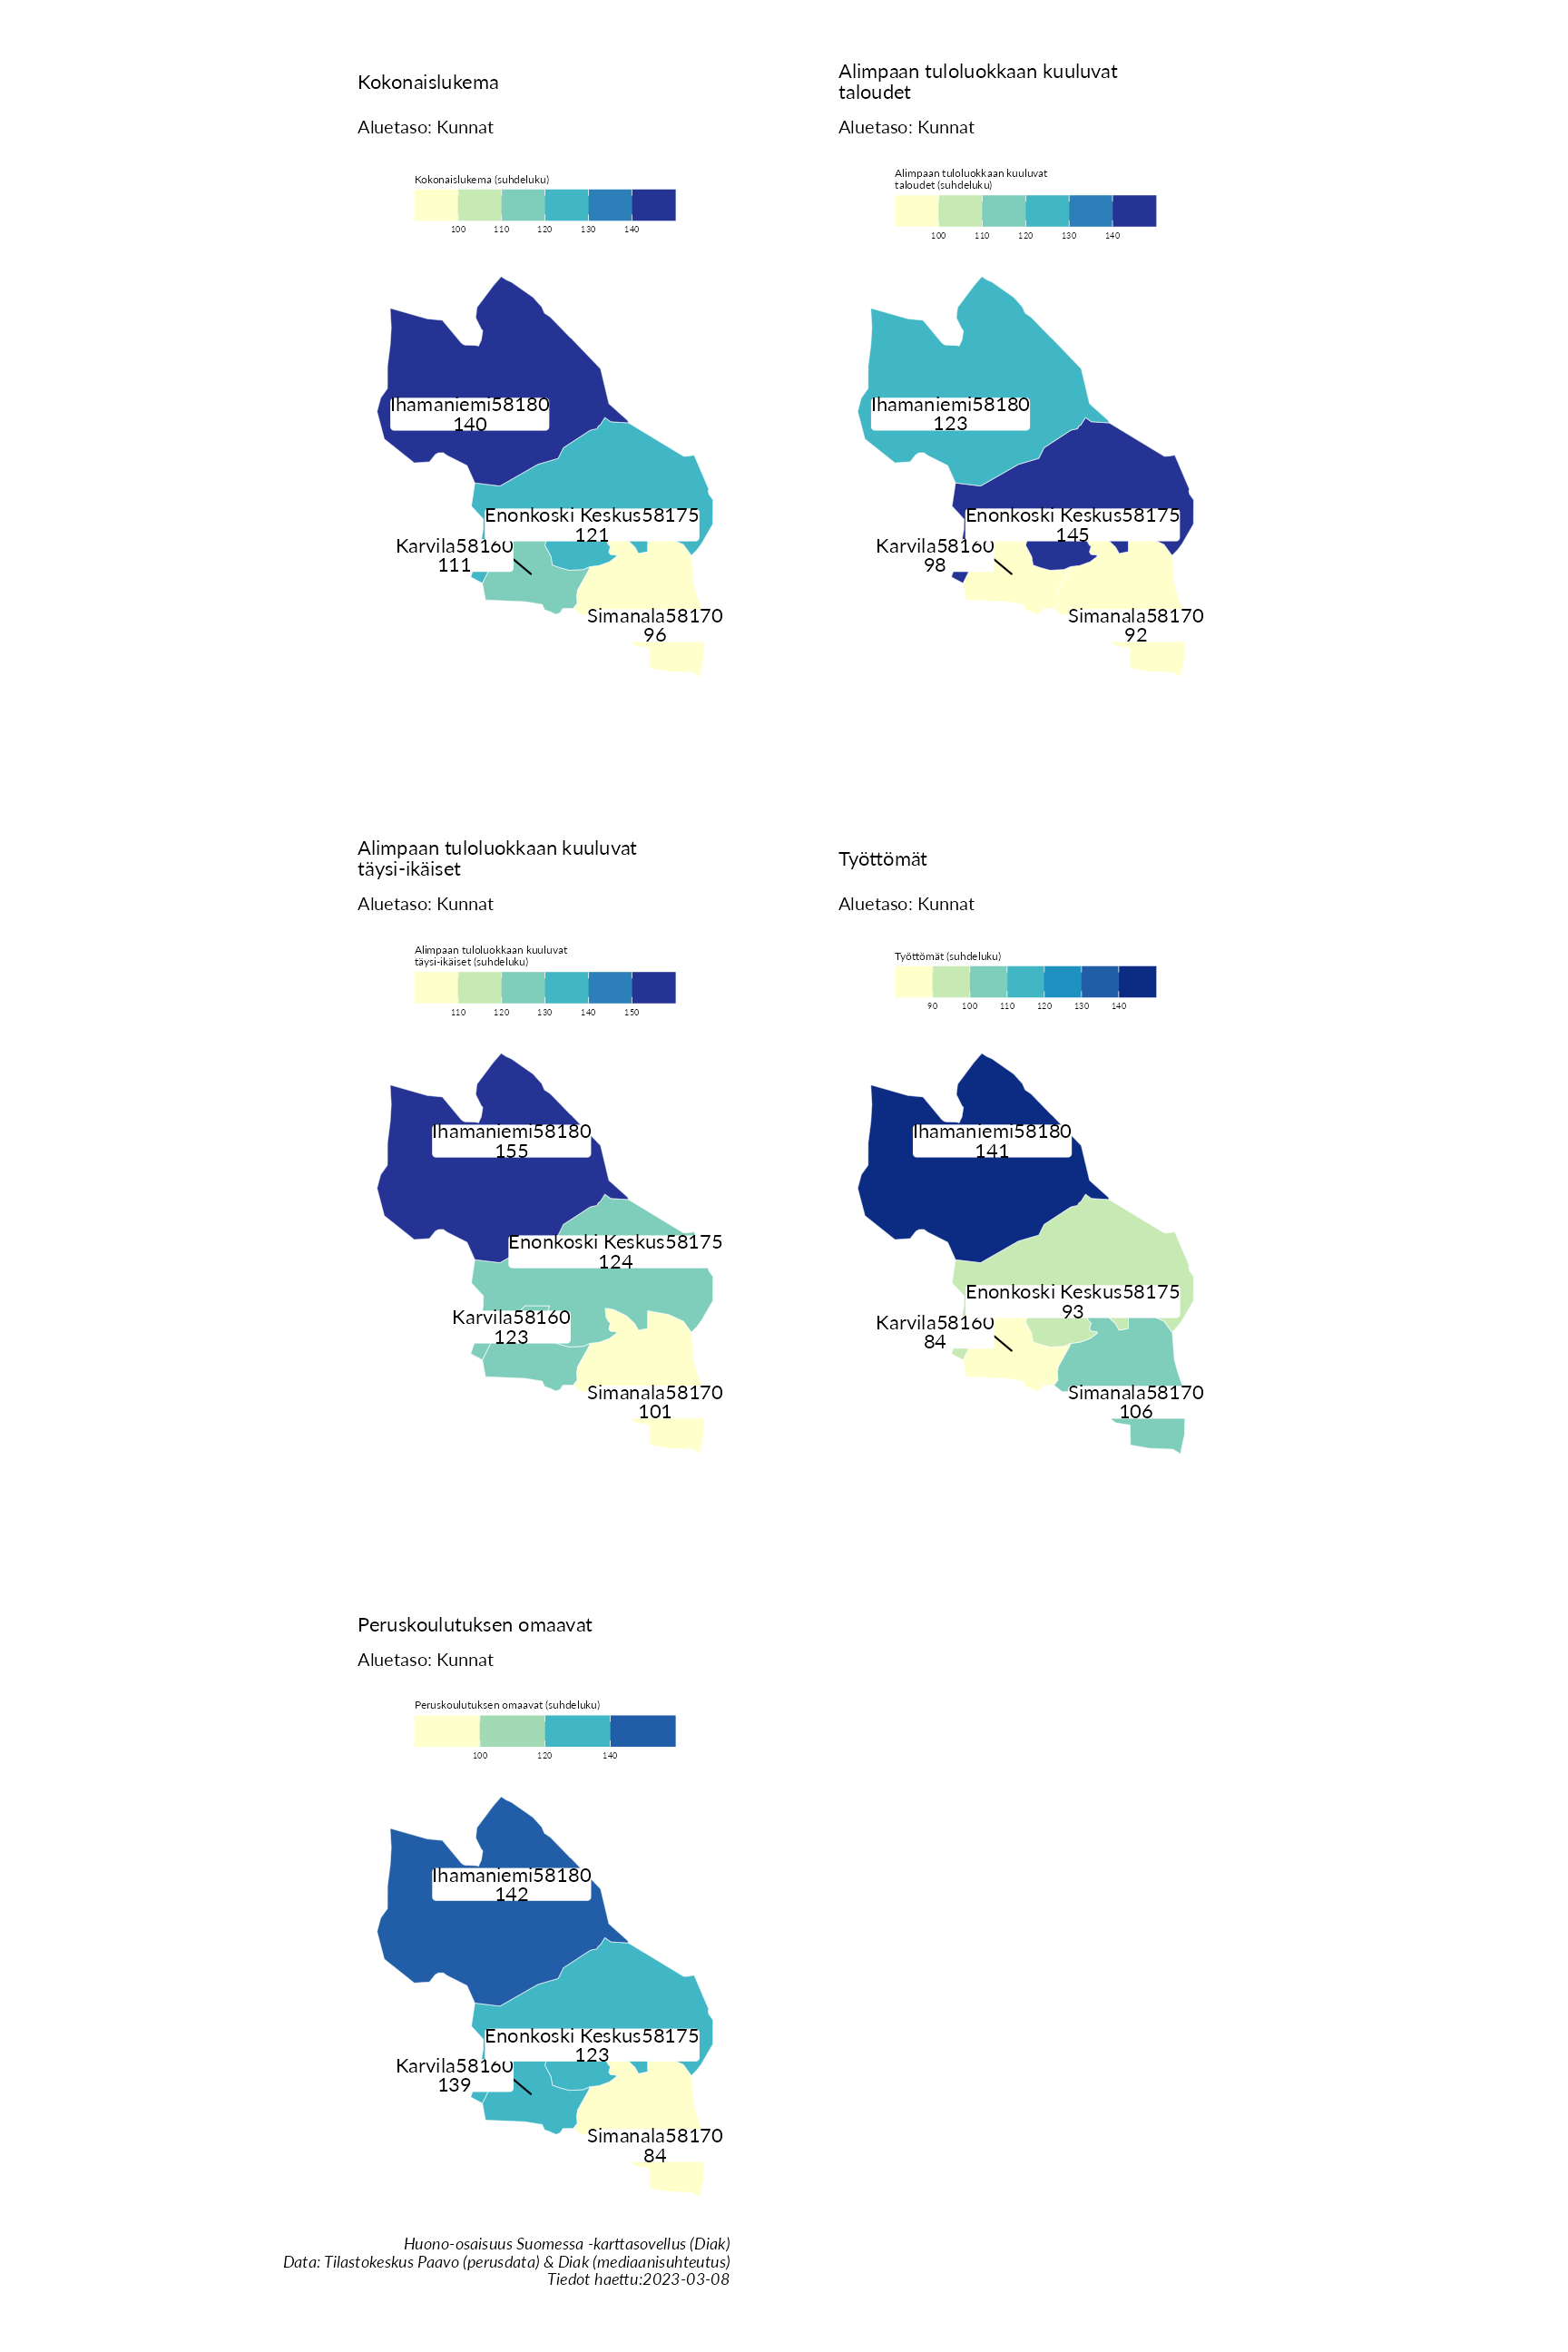 Kokonaislukema
Aluetaso: Kunnat
Kokonaislukema (suhdeluku)
100 110 120 130 140
Ihamaniemi58180
140
Enonkoski Keskus58175
121
Karvila58160
111
Simanala58170
96
Alimpaan tuloluokkaan kuuluvat
taloudet
Aluetaso: Kunnat
Alimpaan tuloluokkaan kuuluvat
taloudet (suhdeluku)
100 110 120 130 140
Ihamaniemi58180
123
Enonkoski Keskus58175
145
Karvila58160
98
Simanala58170
92
Alimpaan tuloluokkaan kuuluvat
täysi-ikäiset
Aluetaso: Kunnat
Alimpaan tuloluokkaan kuuluvat
täysi-ikäiset (suhdeluku)
110 120 130 140 150
Ihamaniemi58180
155
Enonkoski Keskus58175
124
Karvila58160
123
Simanala58170
101
Työttömät
Aluetaso: Kunnat
Työttömät (suhdeluku)
90 100 110 120 130 140
Ihamaniemi58180
141
Enonkoski Keskus58175
93
Karvila58160
84
Simanala58170
106
Peruskoulutuksen omaavat
Aluetaso: Kunnat
Peruskoulutuksen omaavat (suhdeluku)
100 120 140
Ihamaniemi58180
142
Enonkoski Keskus58175
123
Karvila58160
139
Simanala58170
84
Huono-osaisuus Suomessa -karttasovellus (Diak)
Data: Tilastokeskus Paavo (perusdata) & Diak (mediaanisuhteutus)
Tiedot haettu:2023-03-08